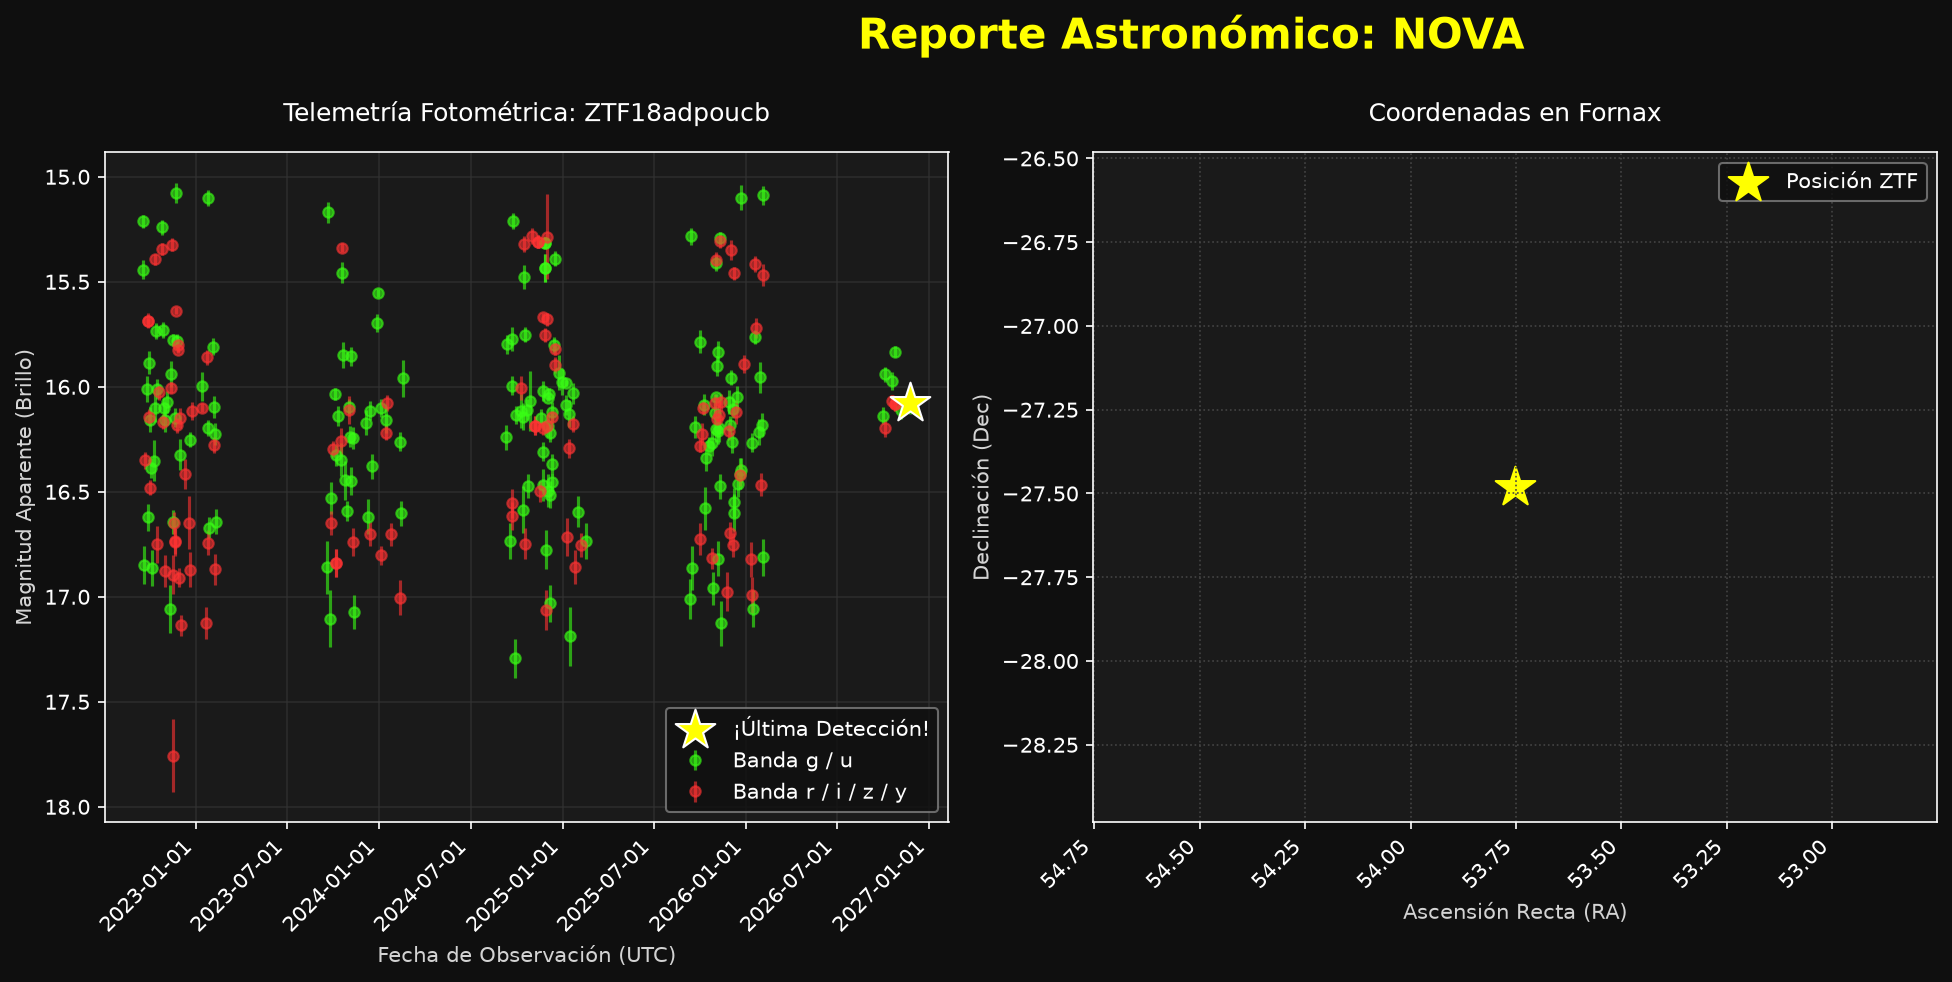 Reporte Astronómico: NOVA
Telemetría Fotométrica: ZTF18adpoucb
Magnitud Aparente (Brillo)
15.0
15.5
16.0
16.5
17.0
17.5
18.0
¡Última Detección!
Banda g / u
Banda r / i / z / y
2023-01-01
2023-07-01
2024-01-01
2024-07-01
2025-01-01
2025-07-01
2026-01-01
2026-07-01
2027-01-01
Fecha de Observación (UTC)
Coordenadas en Fornax
Declinación (Dec)
−26.50
−26.75
−27.00
−27.25
−27.50
−27.75
−28.00
−28.25
Posición ZTF
54.75
54.50
54.25
54.00
53.75
53.50
53.25
53.00
Ascensión Recta (RA)